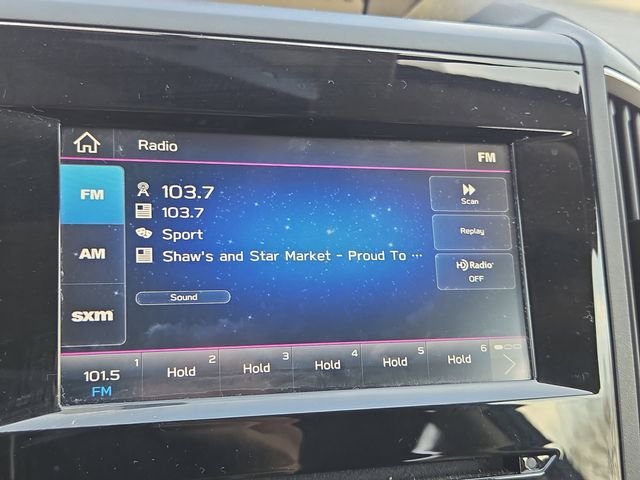 Radio FM
FM
103.7
103.7
Sport
Shaw's and Star Market - Proud To ...
Scan
Replay
HD Radio
OFF
AM
sxm
Sound
1 2 3 4 5 6
101.5 Hold Hold Hold Hold Hold
FM